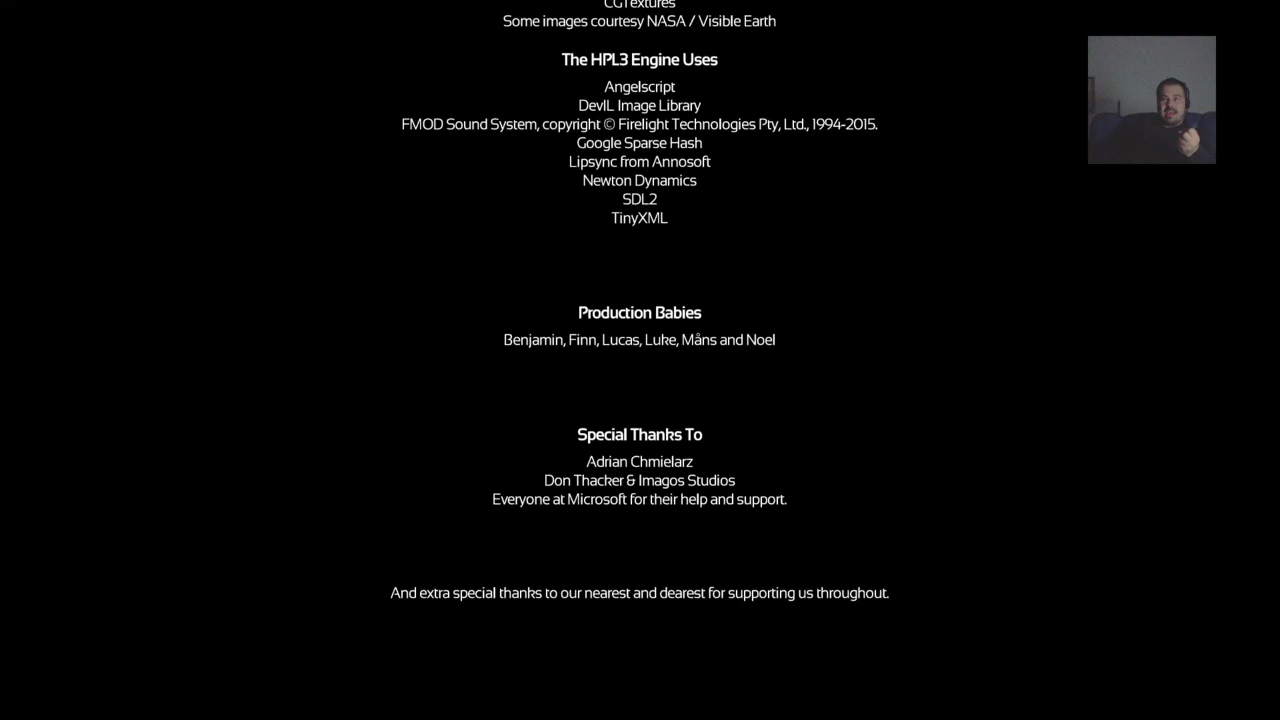 CGTextures
Some images courtesy NASA / Visible Earth
The HPL3 Engine Uses
Angelscript
DevIL Image Library
FMOD Sound System, copyright © Firelight Technologies Pty, Ltd., 1994-2015.
Google Sparse Hash
Lipsync from Annosoft
Newton Dynamics
SDL2
TinyXML
Production Babies
Benjamin, Finn, Lucas, Luke, Måns and Noel
Special Thanks To
Adrian Chmielarz
Don Thacker & Imagos Studios
Everyone at Microsoft for their help and support.
And extra special thanks to our nearest and dearest for supporting us throughout.